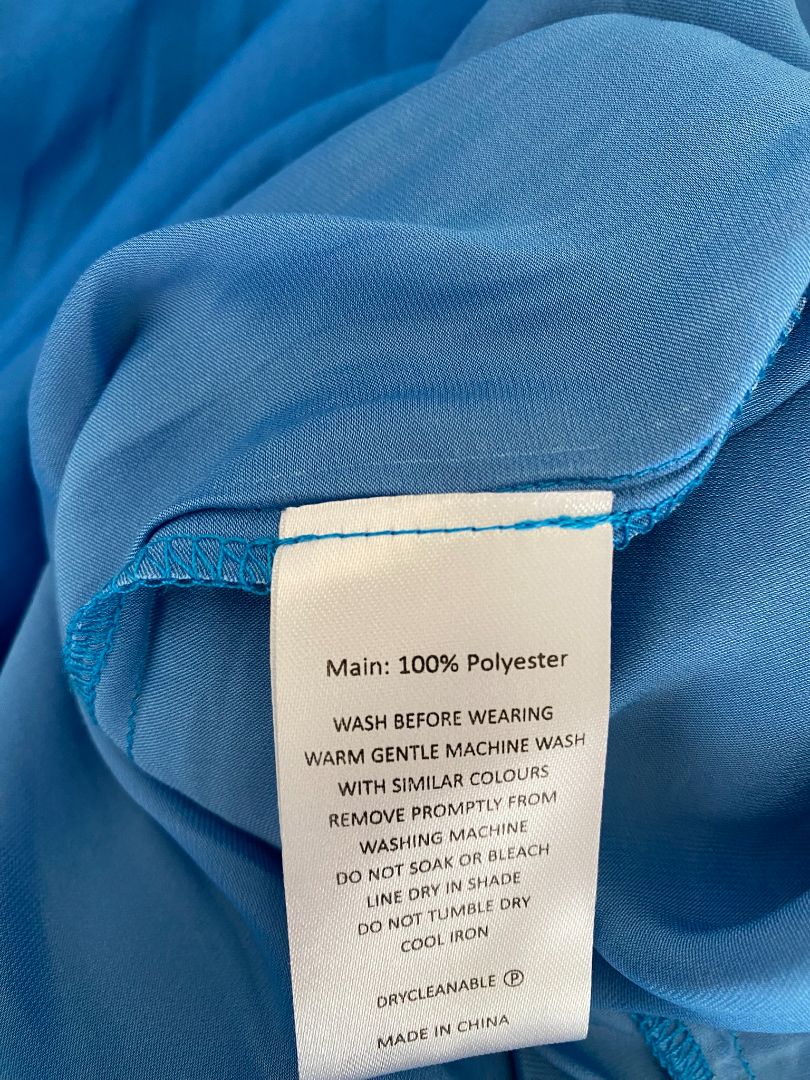 Main: 100% Polyester
WASH BEFORE WEARING
WARM GENTLE MACHINE WASH
WITH SIMILAR COLOURS
REMOVE PROMPTLY FROM
WASHING MACHINE
DO NOT SOAK OR BLEACH
LINE DRY IN SHADE
DO NOT TUMBLE DRY
COOL IRON
DRYCLEANABLE Ⓟ
MADE IN CHINA